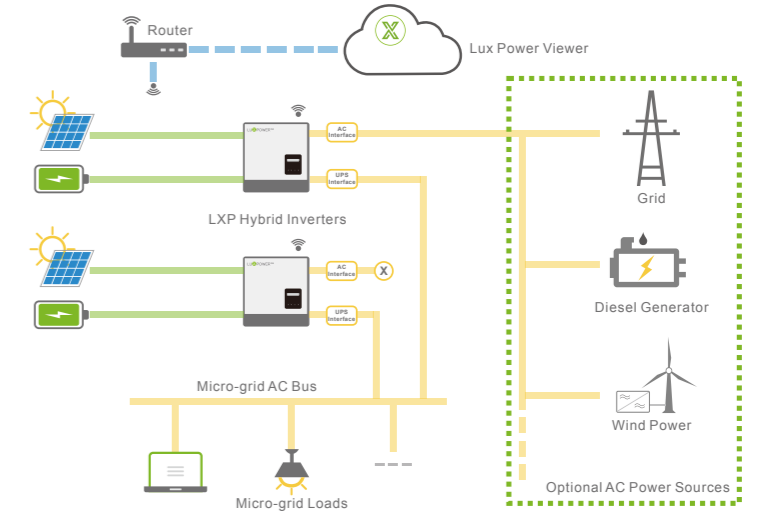 Router
Lux Power Viewer
AC
Interface
UPS
Interface
Grid
LXP Hybrid Inverters
AC
Interface
X
UPS
Interface
Diesel Generator
Micro-grid AC Bus
Wind Power
Optional AC Power Sources
Micro-grid Loads